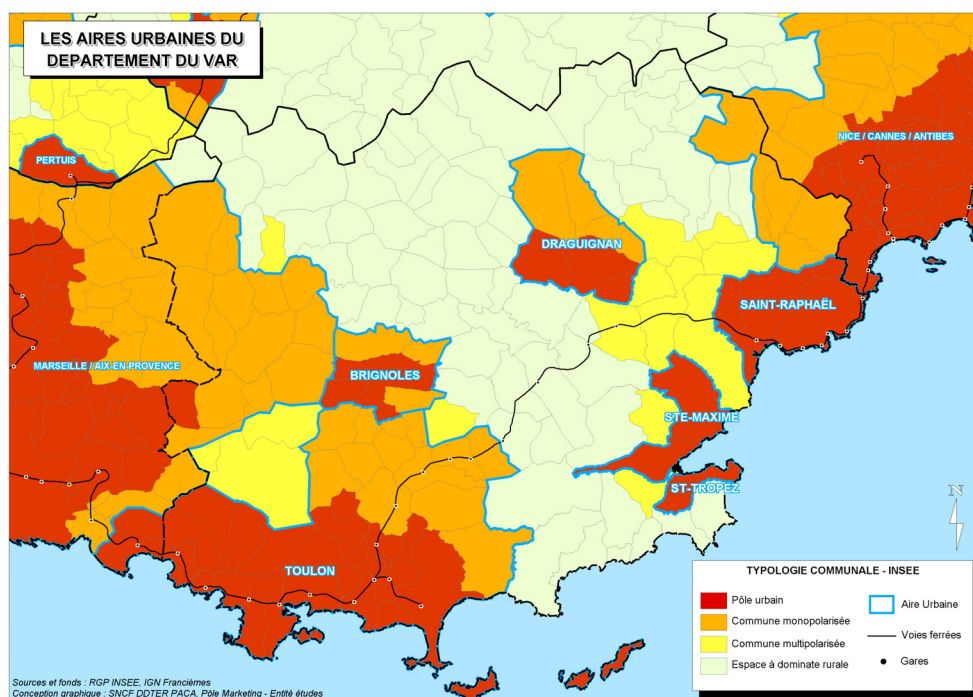 LES AIRES URBAINES DU
DEPARTEMENT DU VAR
PERTUIS
NICE / CANNES / ANTIBES
DRAGUIGNAN
SAINT-RAPHAËL
MARSEILLE / AIX-EN-PROVENCE
BRIGNOLES
STE-MAXIME
ST-TROPEZ
TOULON
N
TYPOLOGIE COMMUNALE - INSEE
Pôle urbain
Commune monopolarisée
Commune multipolarisée
Espace à dominate rurale
Aire Urbaine
Voies ferrées
Gares
Sources et fonds : RGP INSEE, IGN Francièmes
Conception graphique : SNCF DDTER PACA, Pôle Marketing - Entité études